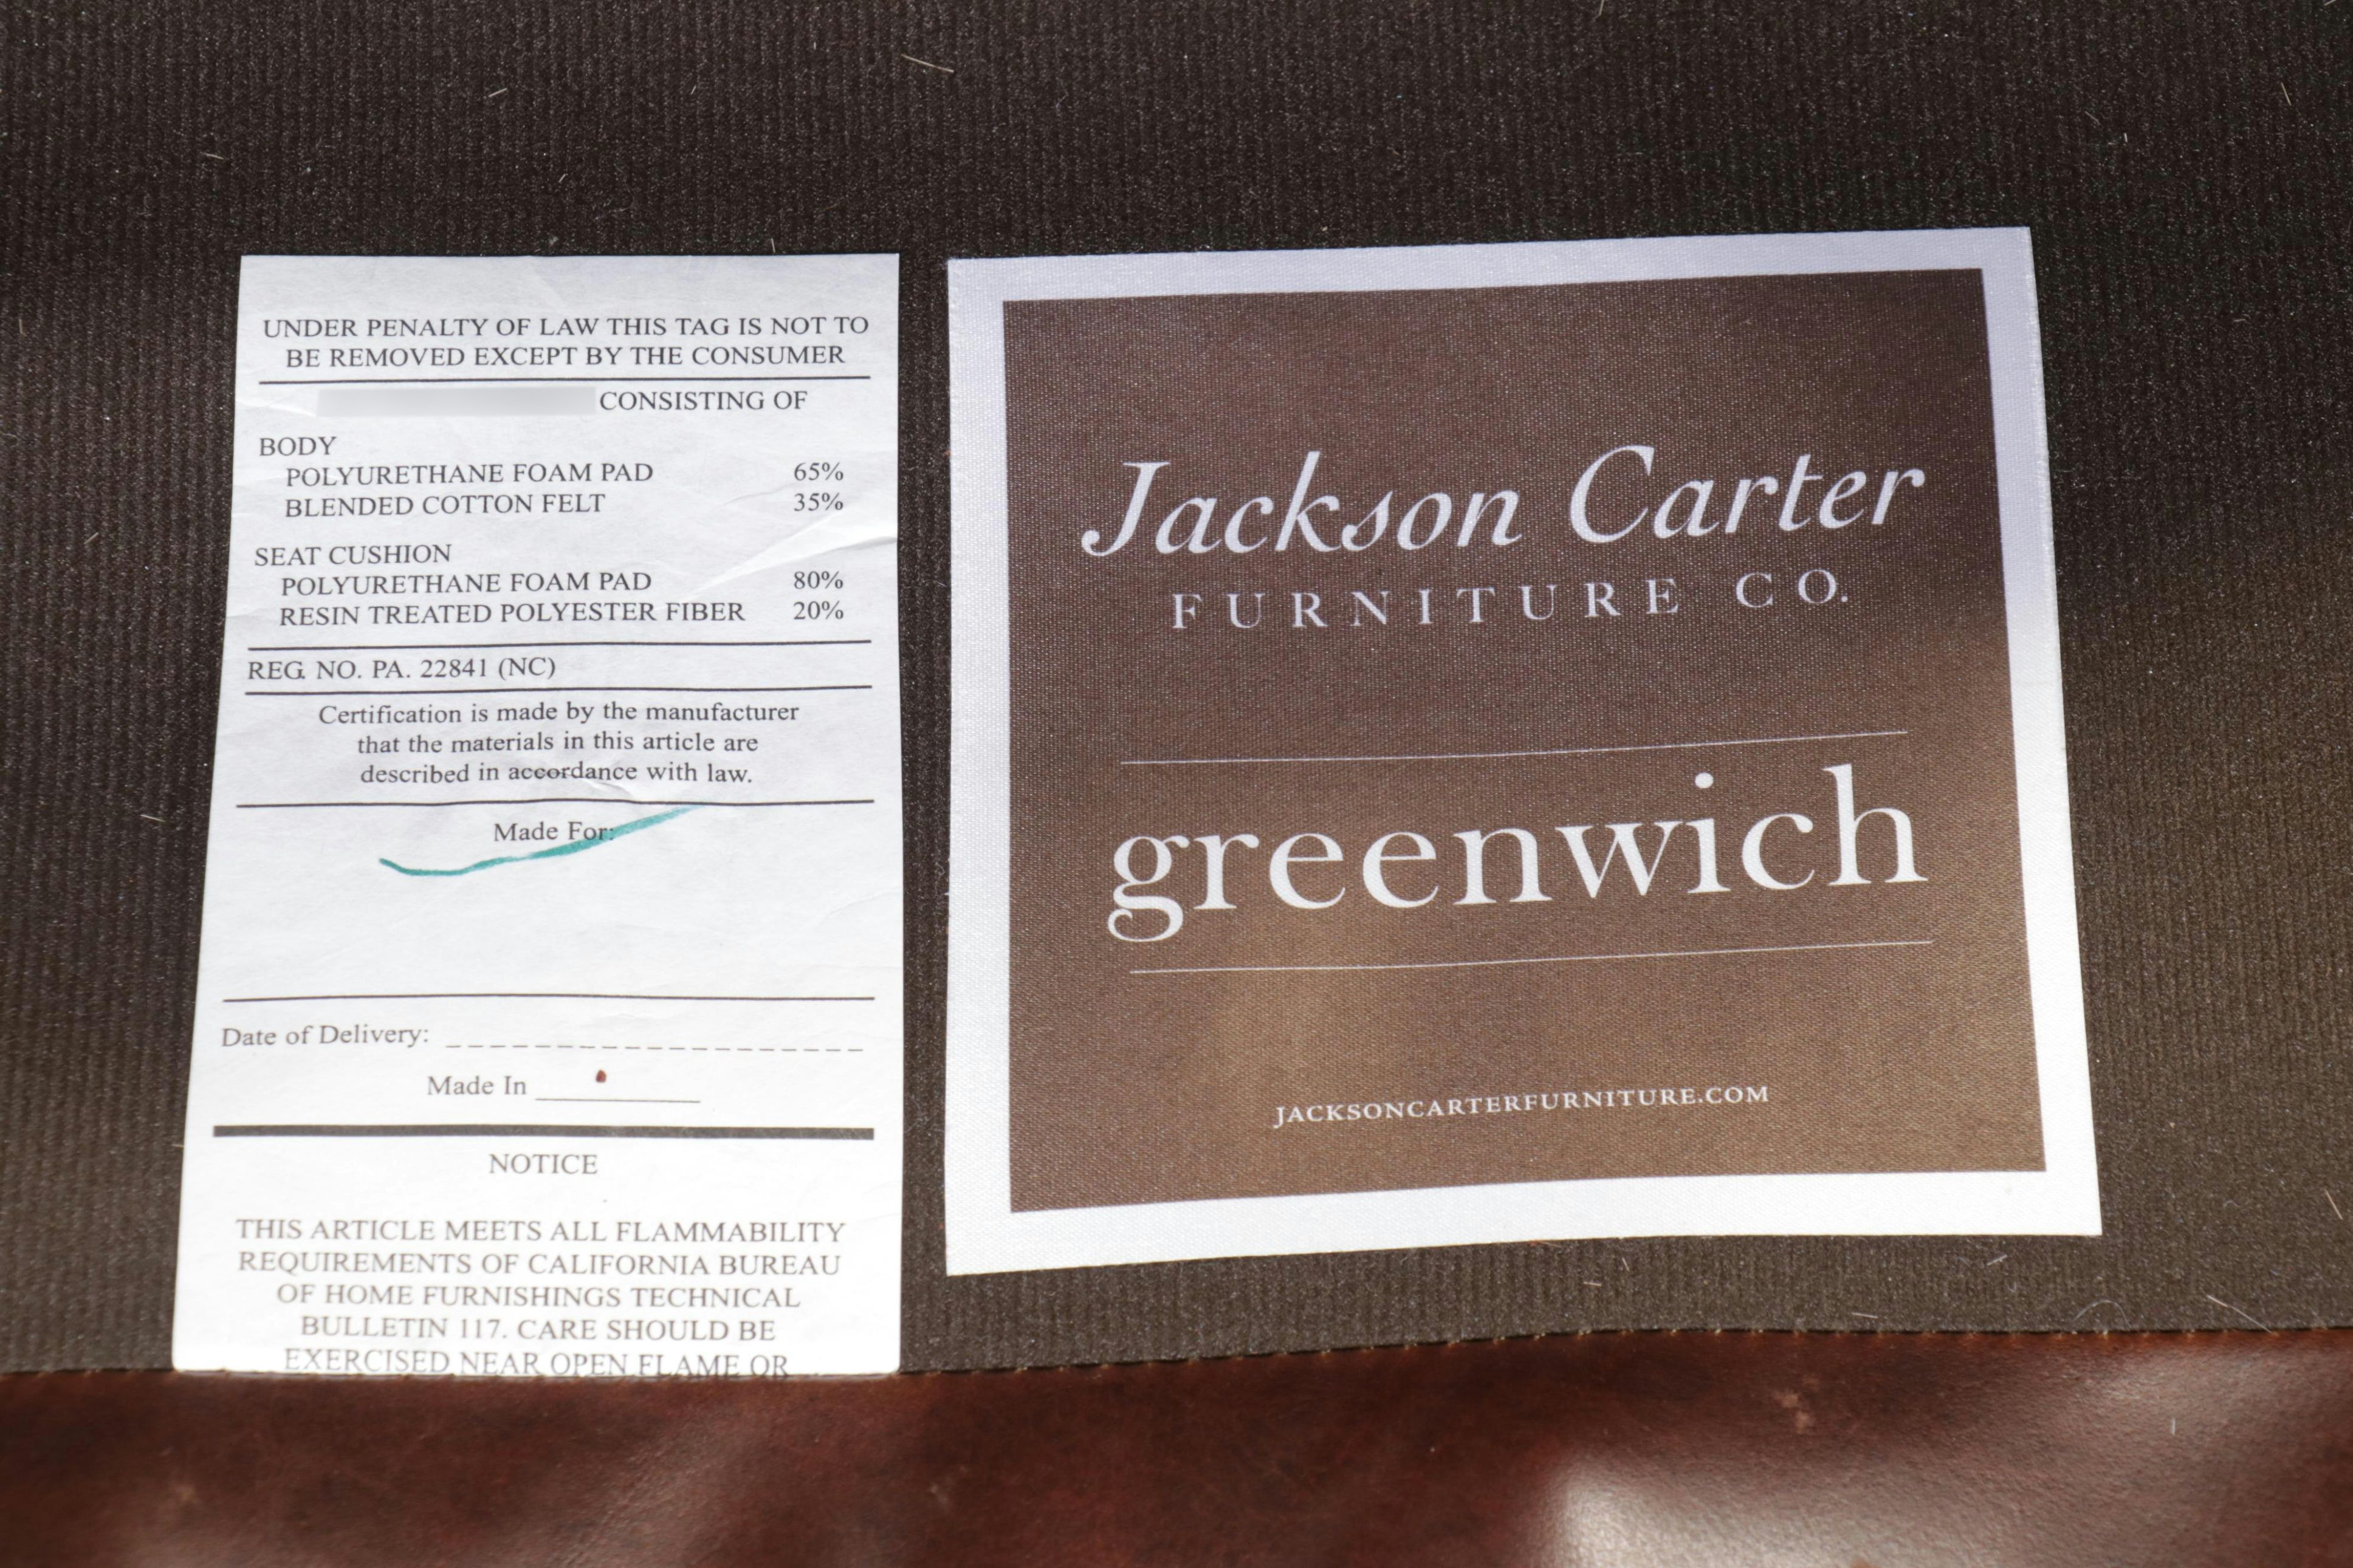 UNDER PENALTY OF LAW THIS TAG IS NOT TO
BE REMOVED EXCEPT BY THE CONSUMER
CONSISTING OF
BODY
POLYURETHANE FOAM PAD 65%
BLENDED COTTON FELT 35%
SEAT CUSHION
POLYURETHANE FOAM PAD 80%
RESIN TREATED POLYESTER FIBER 20%
REG. NO. PA. 22841 (NC)
Certification is made by the manufacturer
that the materials in this article are
described in accordance with law.
Made For:
Date of Delivery:
Made In
NOTICE
THIS ARTICLE MEETS ALL FLAMMABILITY
REQUIREMENTS OF CALIFORNIA BUREAU
OF HOME FURNISHINGS TECHNICAL
BULLETIN 117. CARE SHOULD BE
EXERCISED NEAR OPEN FLAME OR
Jackson Carter
FURNITURE CO.
greenwich
JACKSONCARTERFURNITURE.COM